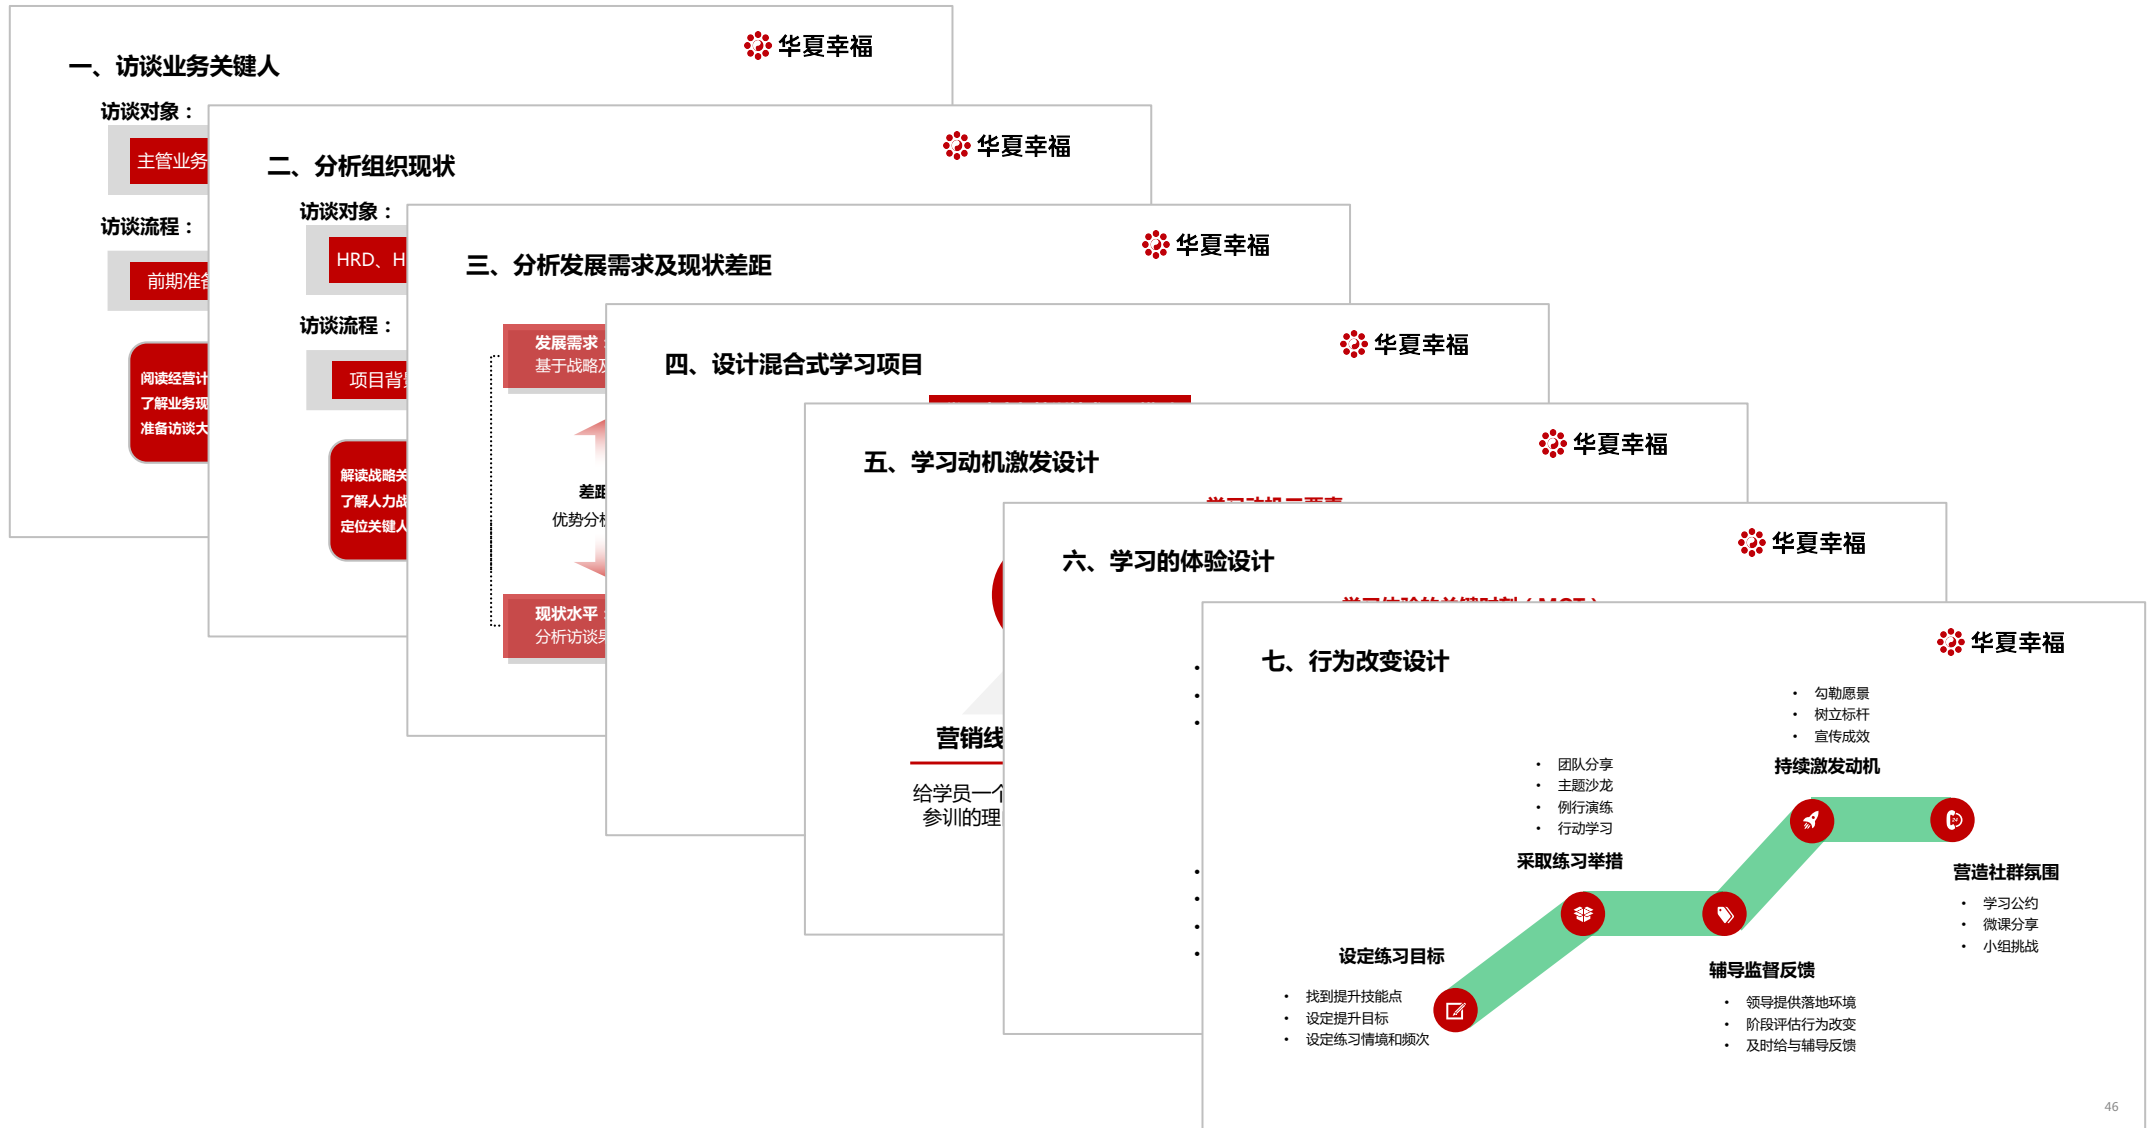 华夏幸福
一、访谈业务关键人
访谈对象：
主管业务
访谈流程：
前期准备
阅读经营计
了解业务现
准备访谈大
华夏幸福
二、分析组织现状
访谈对象：
HRD、H
访谈流程：
项目背
解读战略关
了解人力战
定位关键人
华夏幸福
三、分析发展需求及现状差距
发展需求：
基于战略及
差距
优势分析
现状水平：
分析访谈
华夏幸福
四、设计混合式学习项目
华夏幸福
五、学习动机激发设计
营销线
给学员一个
参训的理
华夏幸福
六、学习的体验设计
学习体验的关键时刻（MOT）
华夏幸福
七、行为改变设计
• 勾勒愿景
• 树立标杆
• 宣传成效
持续激发动机
• 团队分享
• 主题沙龙
• 例行演练
• 行动学习
采取练习举措
营造社群氛围
• 学习公约
• 微课分享
• 小组挑战
设定练习目标
• 找到提升技能点
• 设定提升目标
• 设定练习情境和频次
辅导监督反馈
• 领导提供落地环境
• 阶段评估行为改变
• 及时给与辅导反馈
46